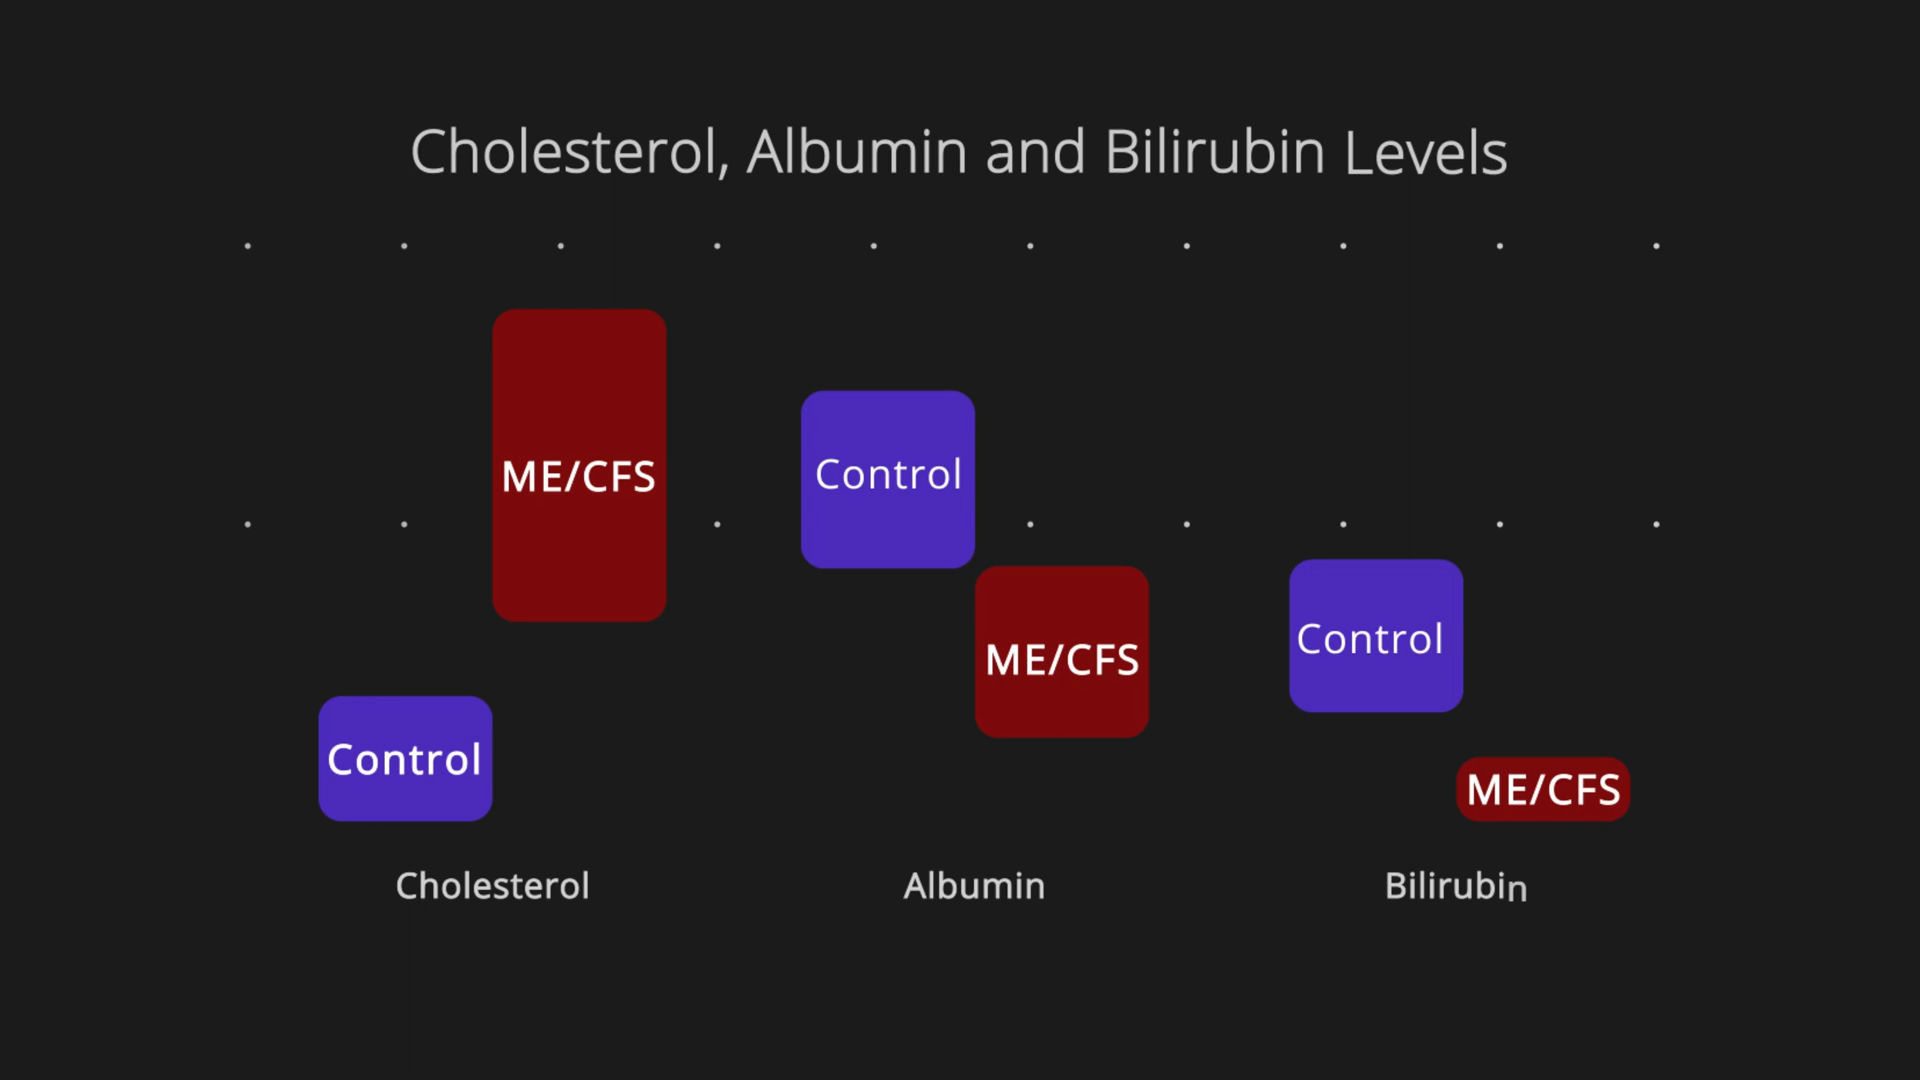 Cholesterol, Albumin and Bilirubin Levels
ME/CFS
Control
Control
ME/CFS
Control
ME/CFS
Cholesterol
Albumin
Bilirubin